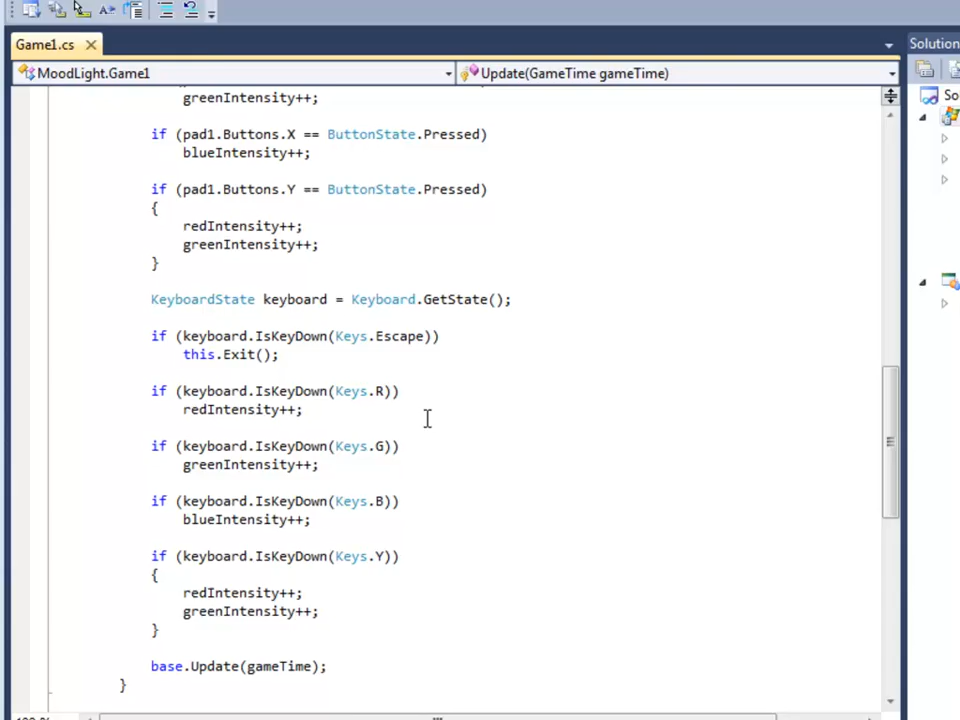 Game1.cs
Solution
MoodLight.Game1
Update(GameTime gameTime)
So
greenIntensity++;
if (pad1.Buttons.X == ButtonState.Pressed)
blueIntensity++;
if (pad1.Buttons.Y == ButtonState.Pressed)
{
redIntensity++;
greenIntensity++;
}
KeyboardState keyboard = Keyboard.GetState();
if (keyboard.IsKeyDown(Keys.Escape))
this.Exit();
if (keyboard.IsKeyDown(Keys.R))
redIntensity++;
if (keyboard.IsKeyDown(Keys.G))
greenIntensity++;
if (keyboard.IsKeyDown(Keys.B))
blueIntensity++;
if (keyboard.IsKeyDown(Keys.Y))
{
redIntensity++;
greenIntensity++;
}
base.Update(gameTime);
}